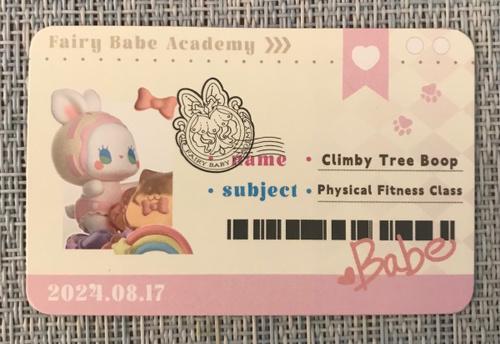 Fairy Babe Academy >>>
name • Climby Tree Boop
• subject • Physical Fitness Class
Babe
2024.08.17